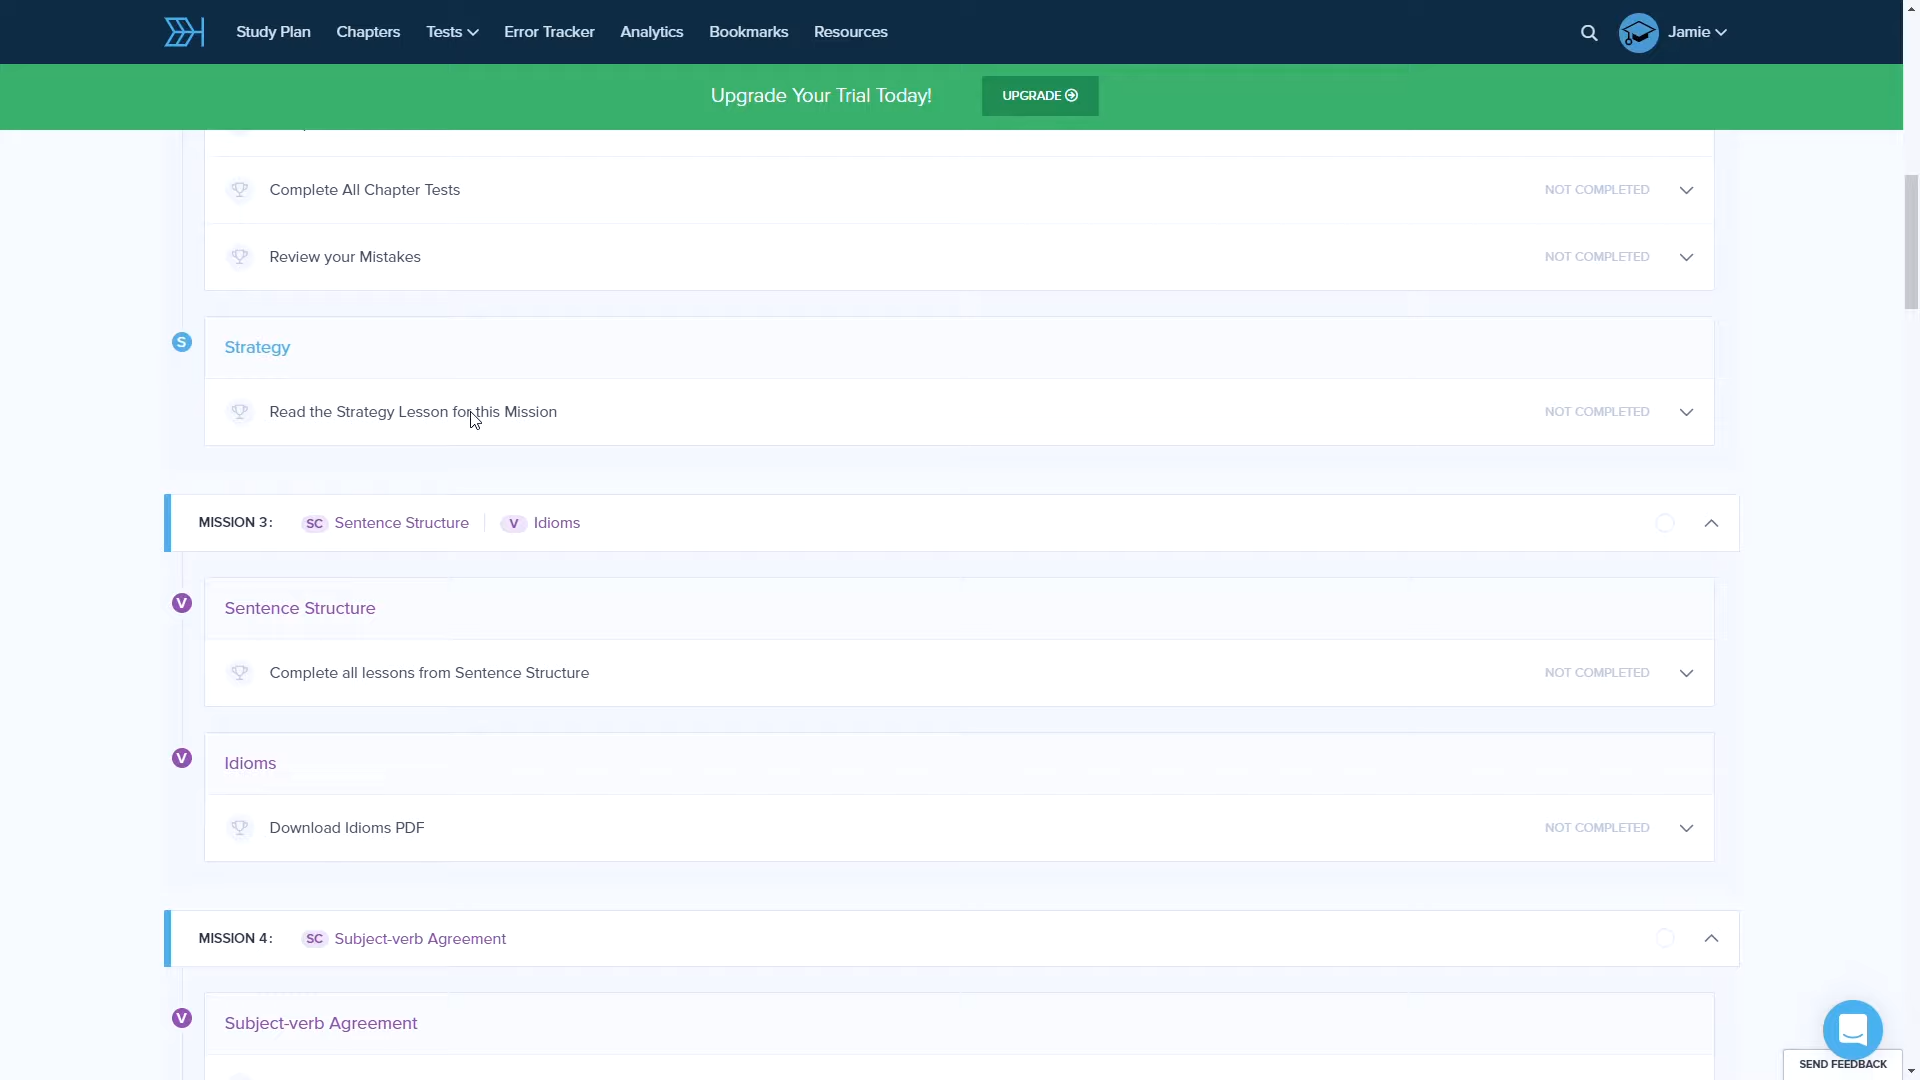 Study Plan Chapters Tests Error Tracker Analytics Bookmarks Resources Jamie
Upgrade Your Trial Today! UPGRADE
Complete All Chapter Tests NOT COMPLETED
Review your Mistakes NOT COMPLETED
S Strategy
Read the Strategy Lesson for this Mission NOT COMPLETED
MISSION 3: SC Sentence Structure V Idioms
V Sentence Structure
Complete all lessons from Sentence Structure NOT COMPLETED
V Idioms
Download Idioms PDF NOT COMPLETED
MISSION 4: SC Subject-verb Agreement
V Subject-verb Agreement
SEND FEEDBACK